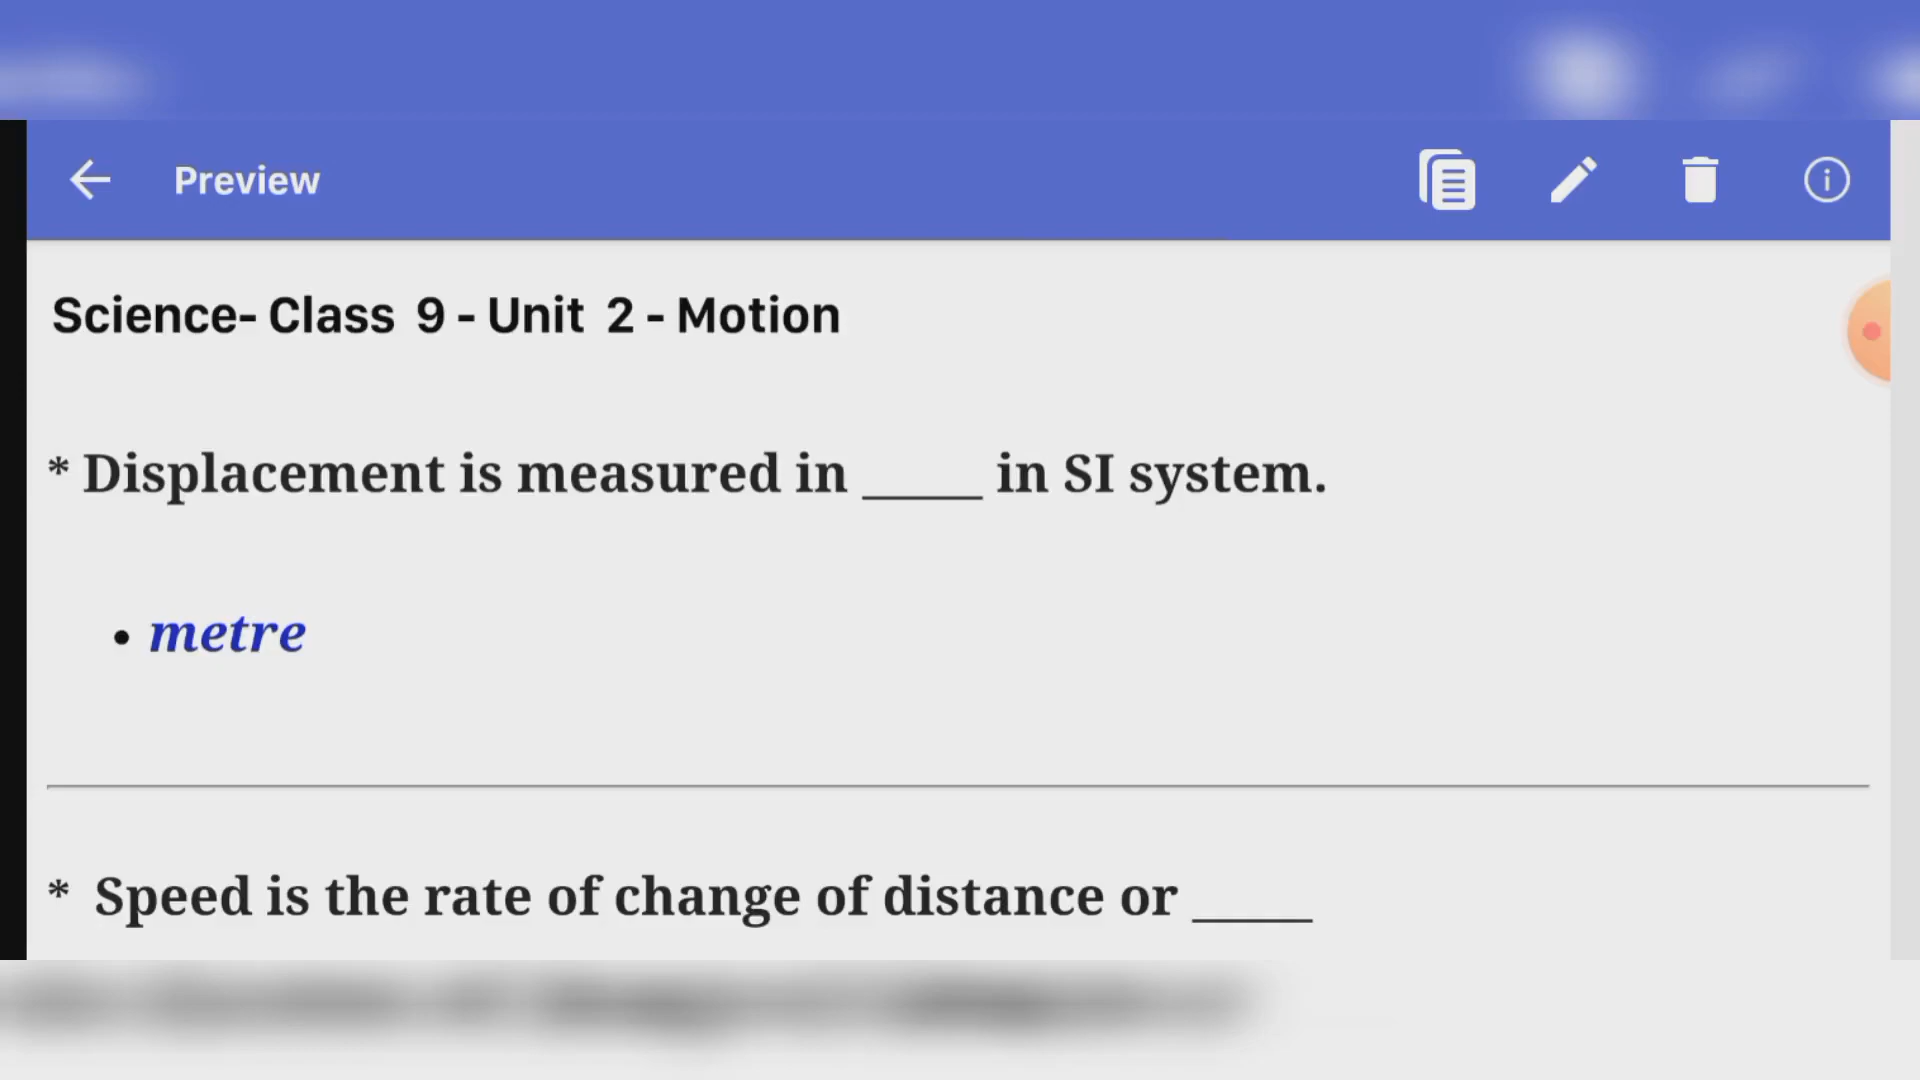 Preview
Science- Class 9 - Unit 2 - Motion
* Displacement is measured in _____ in SI system.
• metre
* Speed is the rate of change of distance or _____